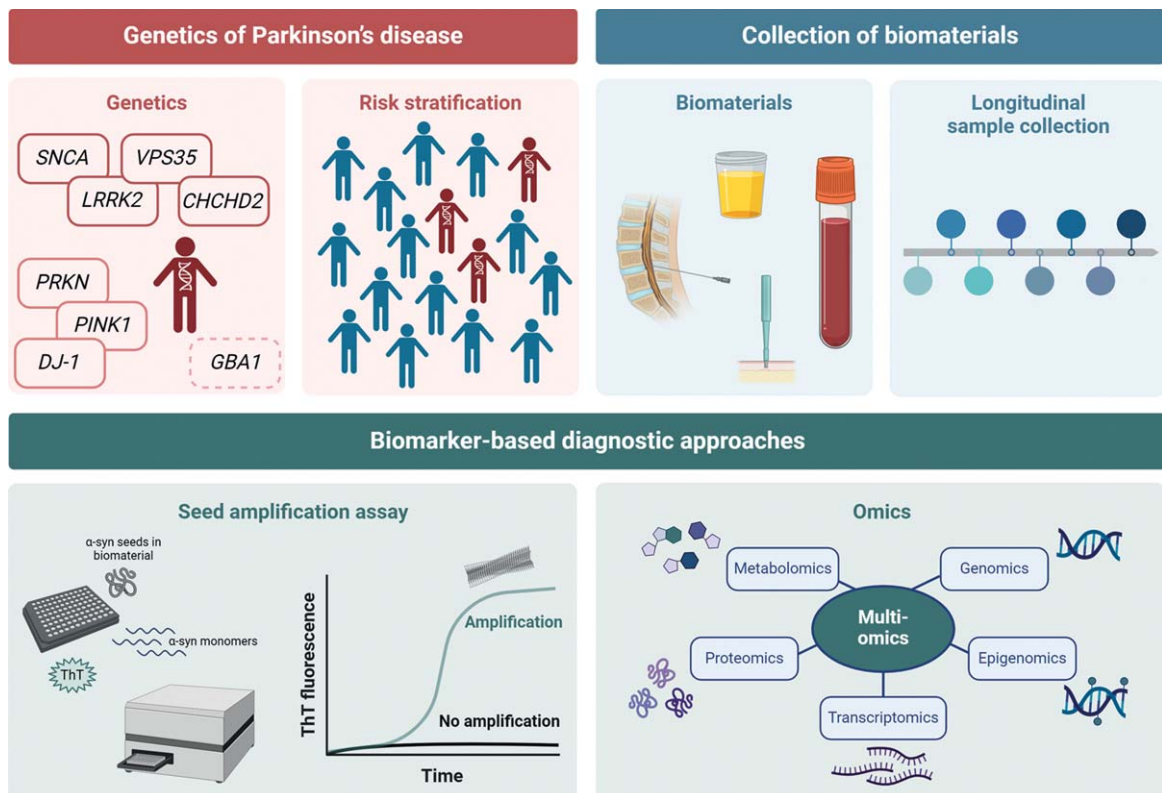 Genetics of Parkinson's disease
Genetics
SNCA
VPS35
LRRK2
CHCHD2
PRKN
PINK1
DJ-1
GBA1
Risk stratification
Collection of biomaterials
Biomaterials
Longitudinal
sample collection
Biomarker-based diagnostic approaches
Seed amplification assay
α-syn seeds in
biomaterial
α-syn monomers
ThT
ThT fluorescence
Amplification
No amplification
Time
Omics
Metabolomics
Genomics
Multi-
omics
Proteomics
Epigenomics
Transcriptomics